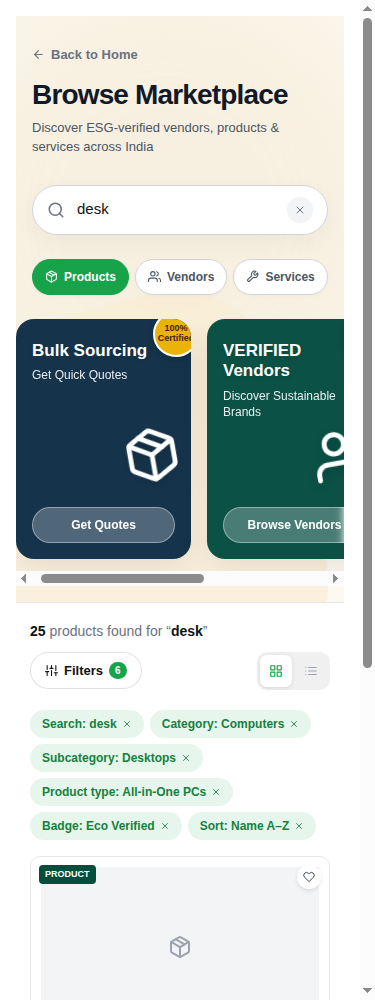 Back to Home
Browse Marketplace
Discover ESG-verified vendors, products &
services across India
desk
Products
Vendors
Services
Bulk Sourcing
100%
Certified
Get Quick Quotes
Get Quotes
VERIFIED
Vendors
Discover Sustainable
Brands
Browse Vendors
25 products found for “desk”
Filters 6
Search: desk ×
Category: Computers ×
Subcategory: Desktops ×
Product type: All-in-One PCs ×
Badge: Eco Verified ×
Sort: Name A–Z ×
PRODUCT